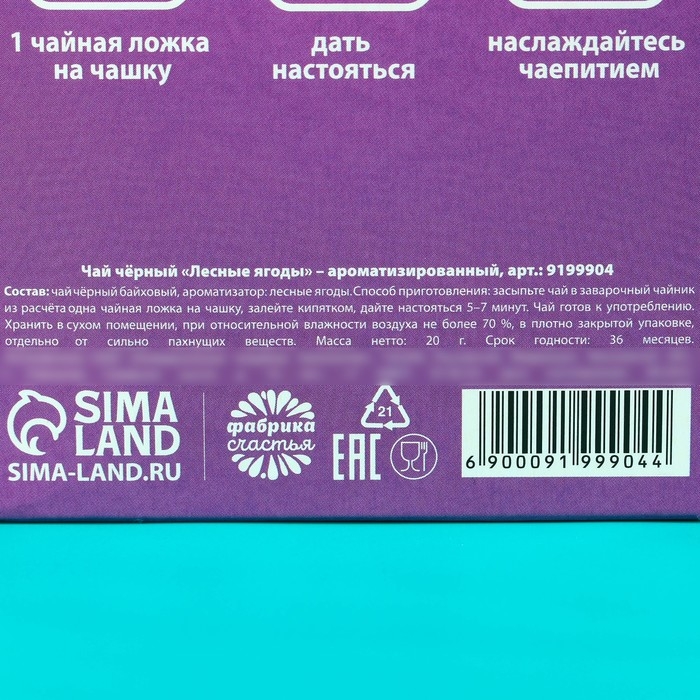 1 чайная ложка
на чашку
дать
настояться
наслаждайтесь
чаепитием
Чай чёрный «Лесные ягоды» – ароматизированный, арт.: 9199904
Состав: чай чёрный байховый, ароматизатор: лесные ягоды.Способ приготовления: засыпьте чай в заварочный чайник
из расчёта одна чайная ложка на чашку, залейте кипятком, дайте настояться 5–7 минут. Чай готов к употреблению.
Хранить в сухом помещении, при относительной влажности воздуха не более 70 %, в плотно закрытой упаковке,
отдельно от сильно пахнущих веществ. Масса нетто: 20 г. Срок годности: 36 месяцев.
SIMA
LAND
SIMA-LAND.RU
фабрика
счастья
21
EAC
6 900091 999044